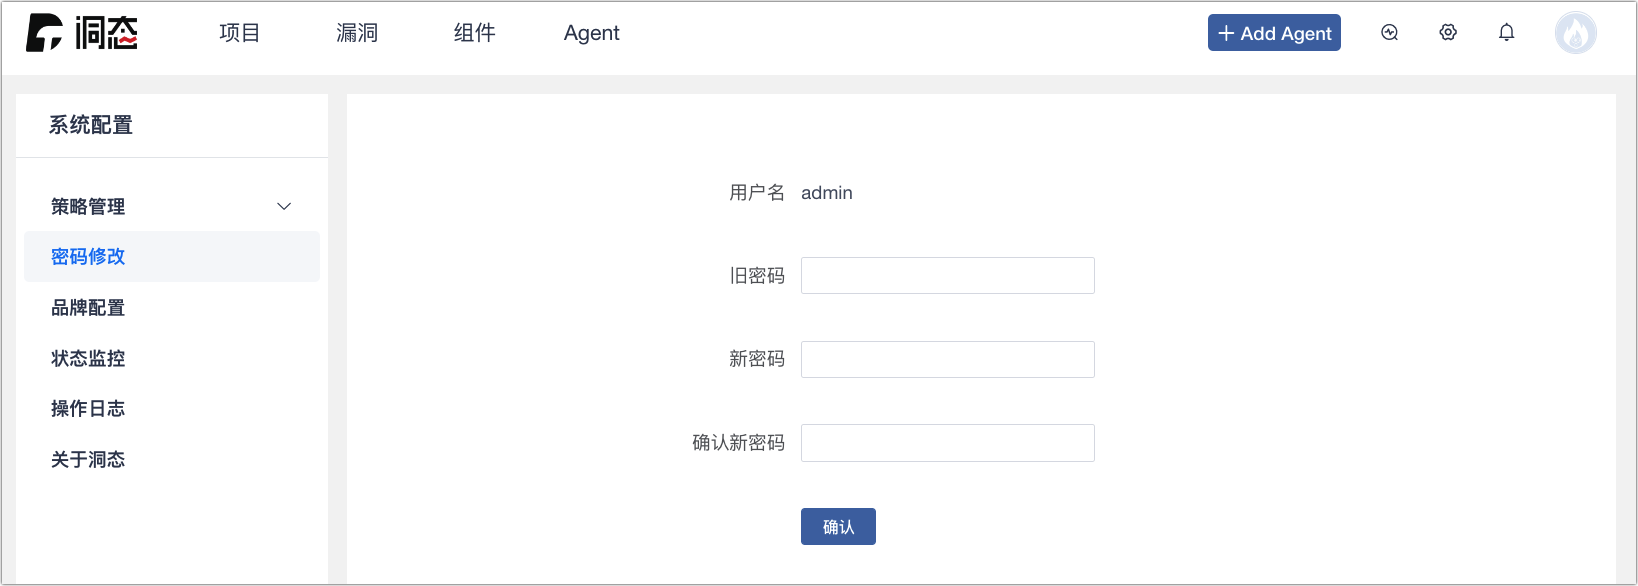 洞态
项目
漏洞
组件
Agent
+ Add Agent
系统配置
策略管理
密码修改
品牌配置
状态监控
操作日志
关于洞态
用户名 admin
旧密码
新密码
确认新密码
确认